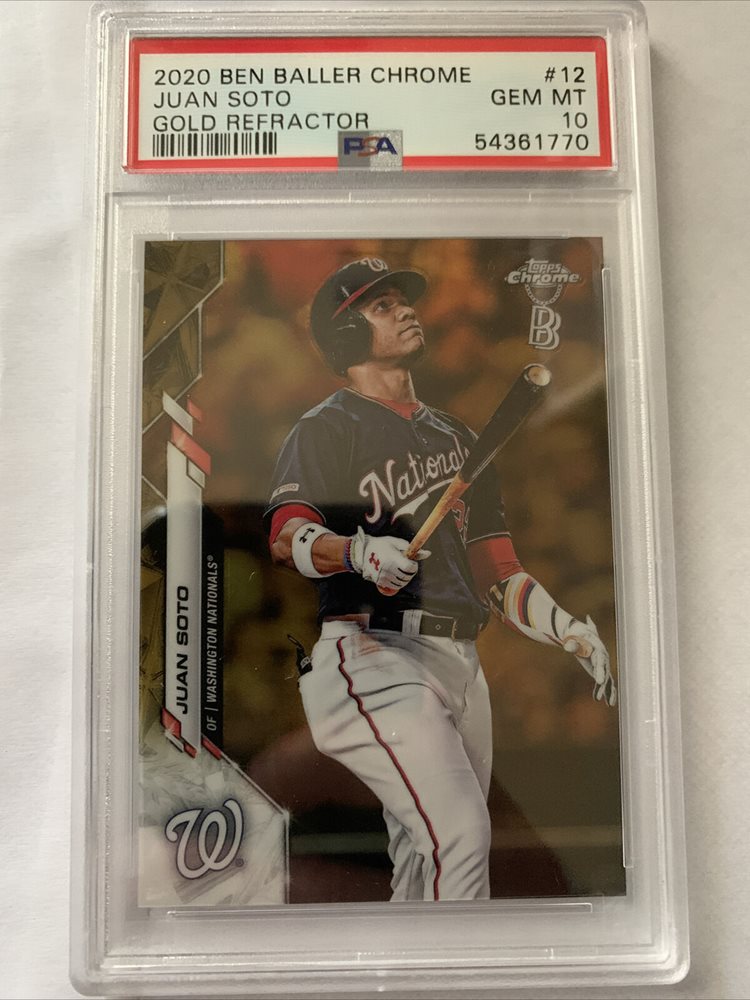 2020 BEN BALLER CHROME #12
JUAN SOTO GEM MT
GOLD REFRACTOR 10
PSA 54361770
Topps
Chrome
BB
W
Nationals
JUAN SOTO
OF | WASHINGTON NATIONALS®
W®